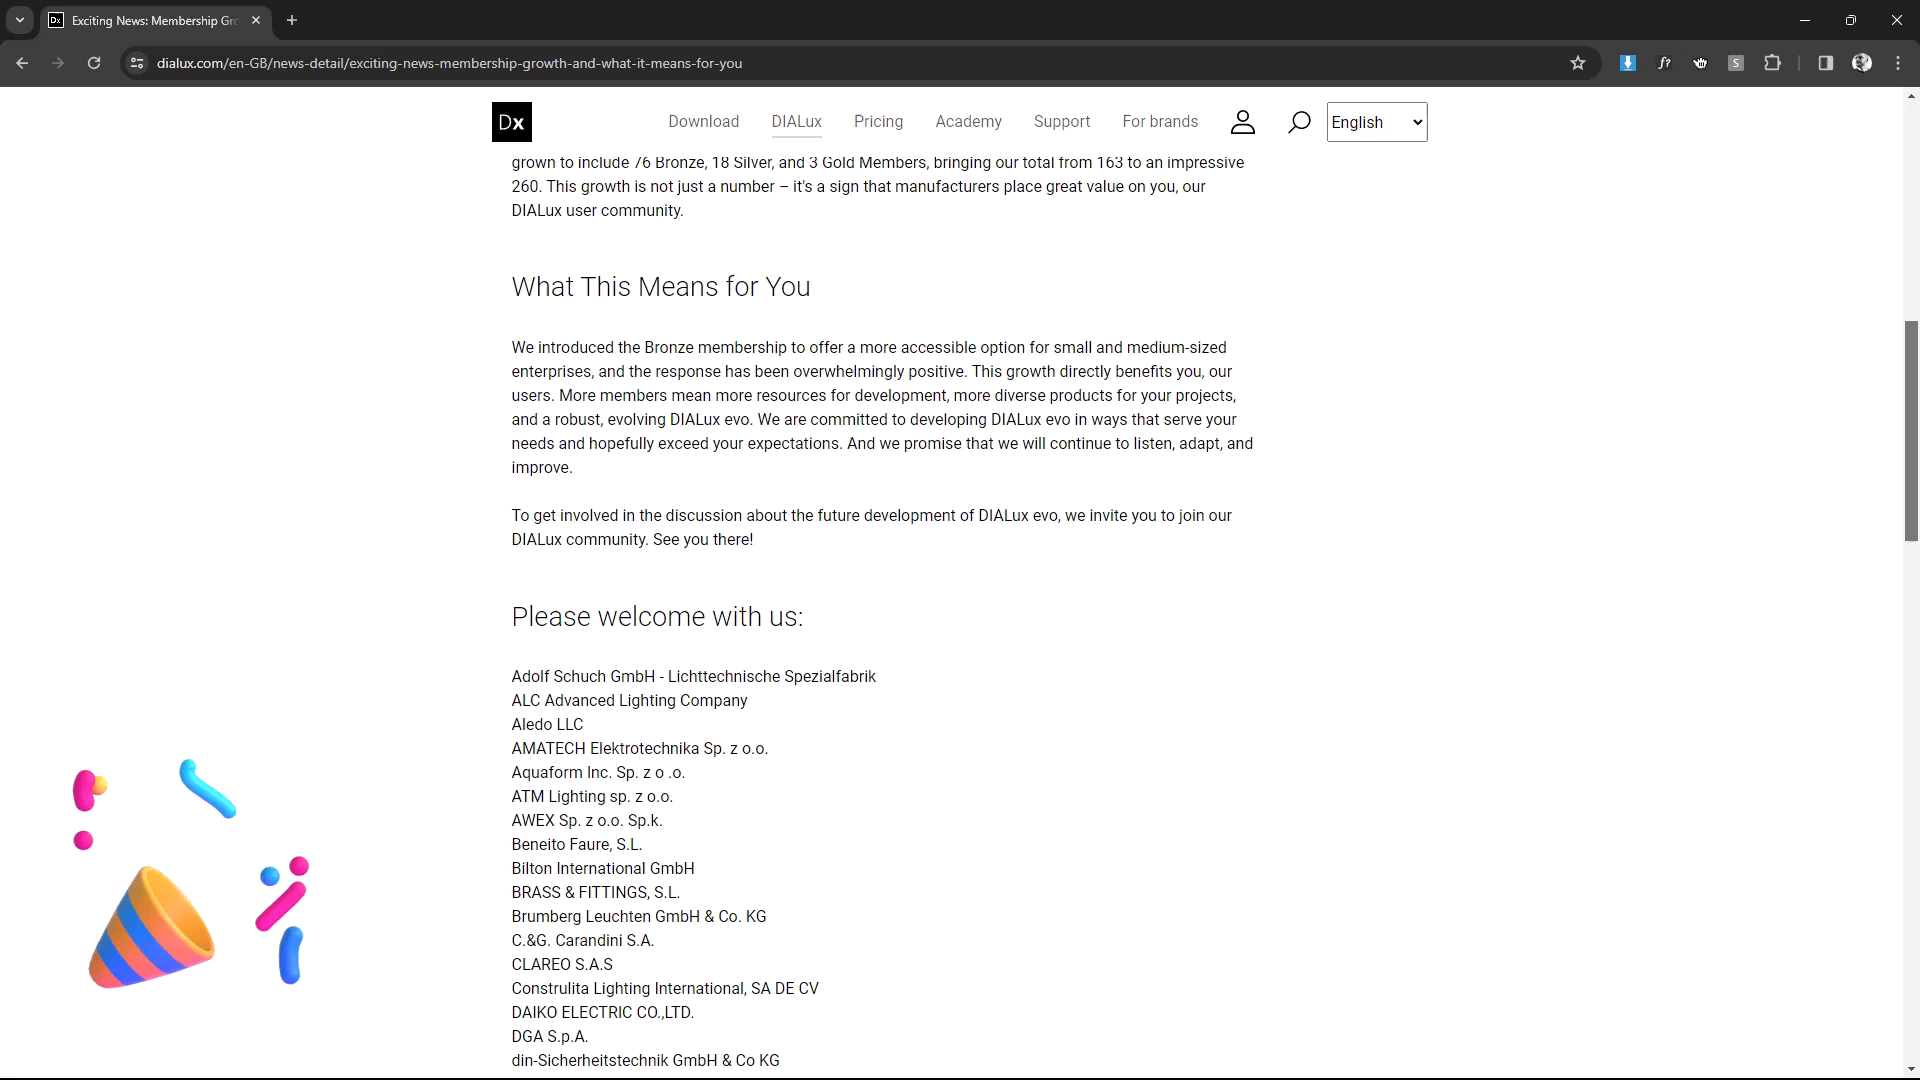 Exciting News: Membership Gr
dialux.com/en-GB/news-detail/exciting-news-membership-growth-and-what-it-means-for-you
f?
S
Dx
Download DIALux Pricing Academy Support For brands English
grown to include 76 Bronze, 18 Silver, and 3 Gold Members, bringing our total from 163 to an impressive
260. This growth is not just a number – it's a sign that manufacturers place great value on you, our
DIALux user community.
What This Means for You
We introduced the Bronze membership to offer a more accessible option for small and medium-sized
enterprises, and the response has been overwhelmingly positive. This growth directly benefits you, our
users. More members mean more resources for development, more diverse products for your projects,
and a robust, evolving DIALux evo. We are committed to developing DIALux evo in ways that serve your
needs and hopefully exceed your expectations. And we promise that we will continue to listen, adapt, and
improve.
To get involved in the discussion about the future development of DIALux evo, we invite you to join our
DIALux community. See you there!
Please welcome with us:
Adolf Schuch GmbH - Lichttechnische Spezialfabrik
ALC Advanced Lighting Company
Aledo LLC
AMATECH Elektrotechnika Sp. z o.o.
Aquaform Inc. Sp. z o .o.
ATM Lighting sp. z o.o.
AWEX Sp. z o.o. Sp.k.
Beneito Faure, S.L.
Bilton International GmbH
BRASS & FITTINGS, S.L.
Brumberg Leuchten GmbH & Co. KG
C.&G. Carandini S.A.
CLAREO S.A.S
Construlita Lighting International, SA DE CV
DAIKO ELECTRIC CO.,LTD.
DGA S.p.A.
din-Sicherheitstechnik GmbH & Co KG